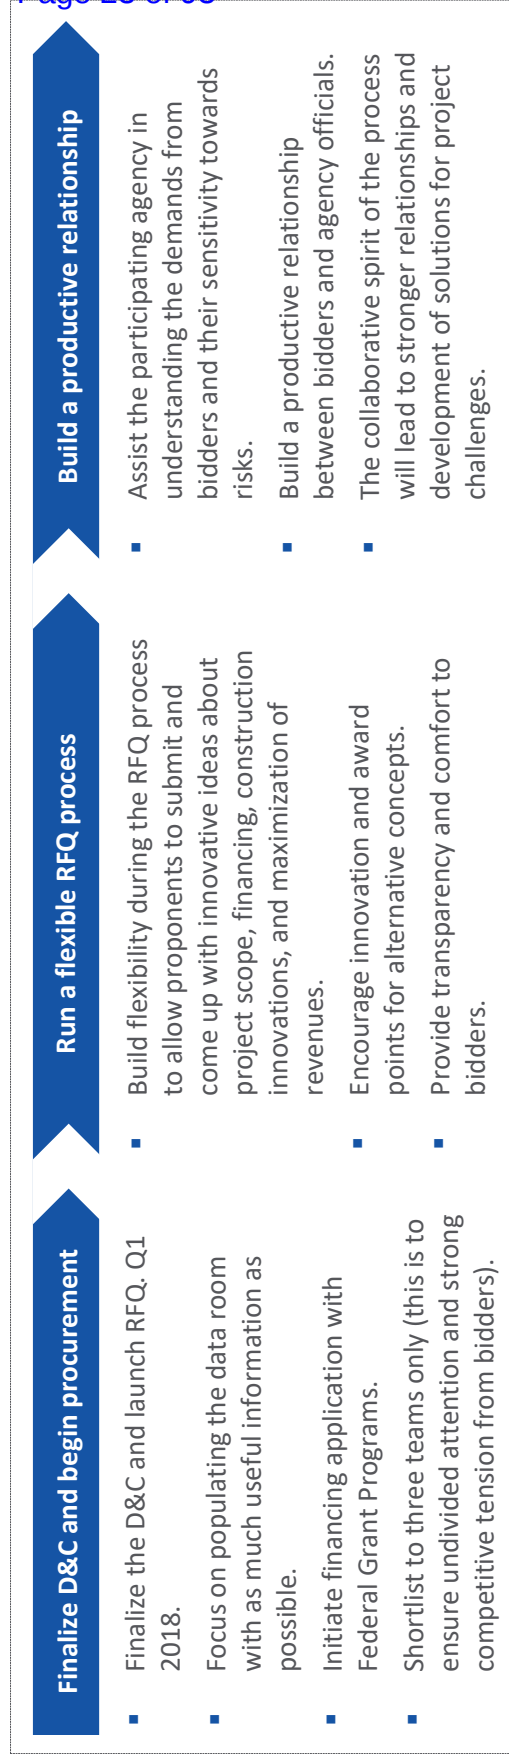 Finalize D&C and begin procurement
Finalize the D&C and launch RFQ. Q1
2018.
Focus on populating the data room
with as much useful information as
possible.
Initiate financing application with
Federal Grant Programs.
Shortlist to three teams only (this is to
ensure undivided attention and strong
competitive tension from bidders).
Run a flexible RFQ process
Build flexibility during the RFQ process
to allow proponents to submit and
come up with innovative ideas about
project scope, financing, construction
innovations, and maximization of
revenues.
Encourage innovation and award
points for alternative concepts.
Provide transparency and comfort to
bidders.
Build a productive relationship
Assist the participating agency in
understanding the demands from
bidders and their sensitivity towards
risks.
Build a productive relationship
between bidders and agency officials.
The collaborative spirit of the process
will lead to stronger relationships and
development of solutions for project
challenges.